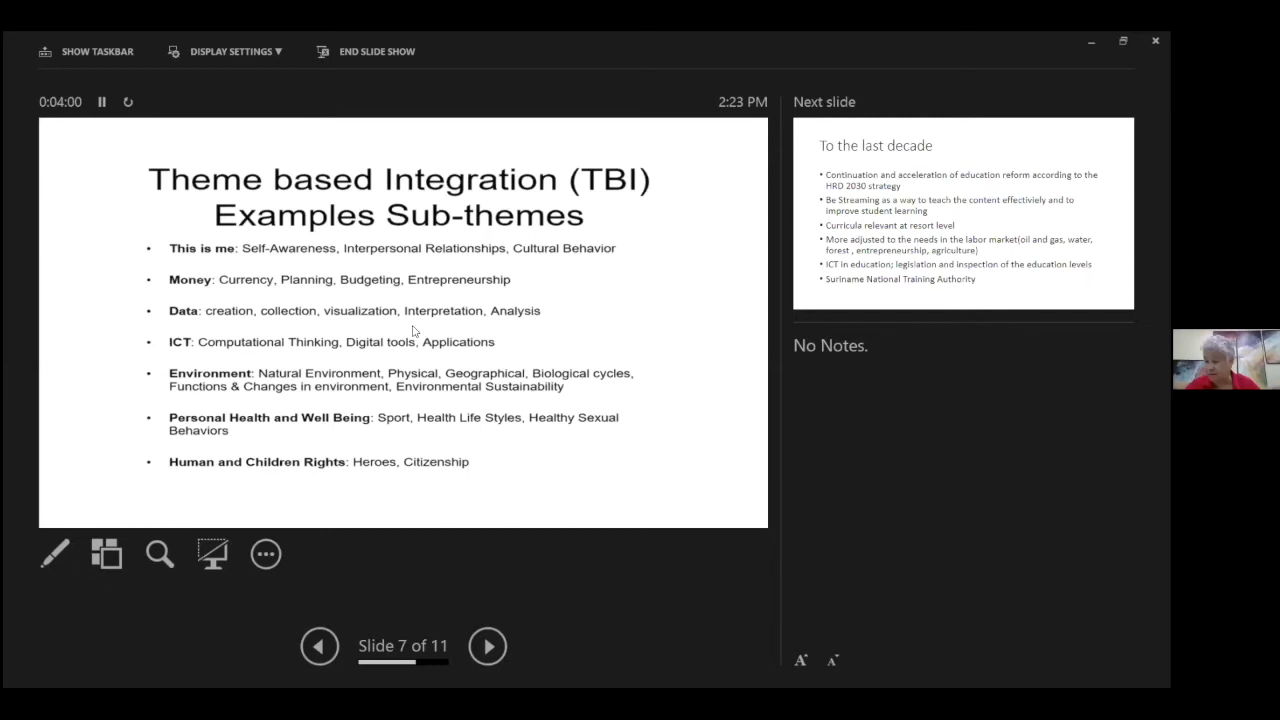 SHOW TASKBAR DISPLAY SETTINGS ▼ END SLIDE SHOW
0:04:00 2:23 PM
Theme based Integration (TBI)
Examples Sub-themes
• This is me: Self-Awareness, Interpersonal Relationships, Cultural Behavior
• Money: Currency, Planning, Budgeting, Entrepreneurship
• Data: creation, collection, visualization, Interpretation, Analysis
• ICT: Computational Thinking, Digital tools, Applications
• Environment: Natural Environment, Physical, Geographical, Biological cycles,
Functions & Changes in environment, Environmental Sustainability
• Personal Health and Well Being: Sport, Health Life Styles, Healthy Sexual
Behaviors
• Human and Children Rights: Heroes, Citizenship
Slide 7 of 11
Next slide
To the last decade
• Continuation and acceleration of education reform according to the
HRD 2030 strategy
• Be Streaming as a way to teach the content effectiviely and to
improve student learning
• Curricula relevant at resort level
• More adjusted to the needs in the labor market(oil and gas, water,
forest , entrepreneurship, agriculture)
• ICT in education; legislation and inspection of the education levels
• Suriname National Training Authority
No Notes.
A A